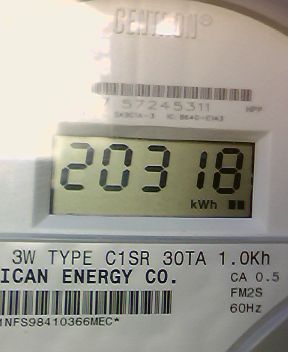 CENTRON®
57245311
20318
kWh
3W TYPE C1SR 30TA 1.0Kh
ICAN ENERGY CO.
CA 0.5
FM2S
60Hz
1NFS98410366MEC*